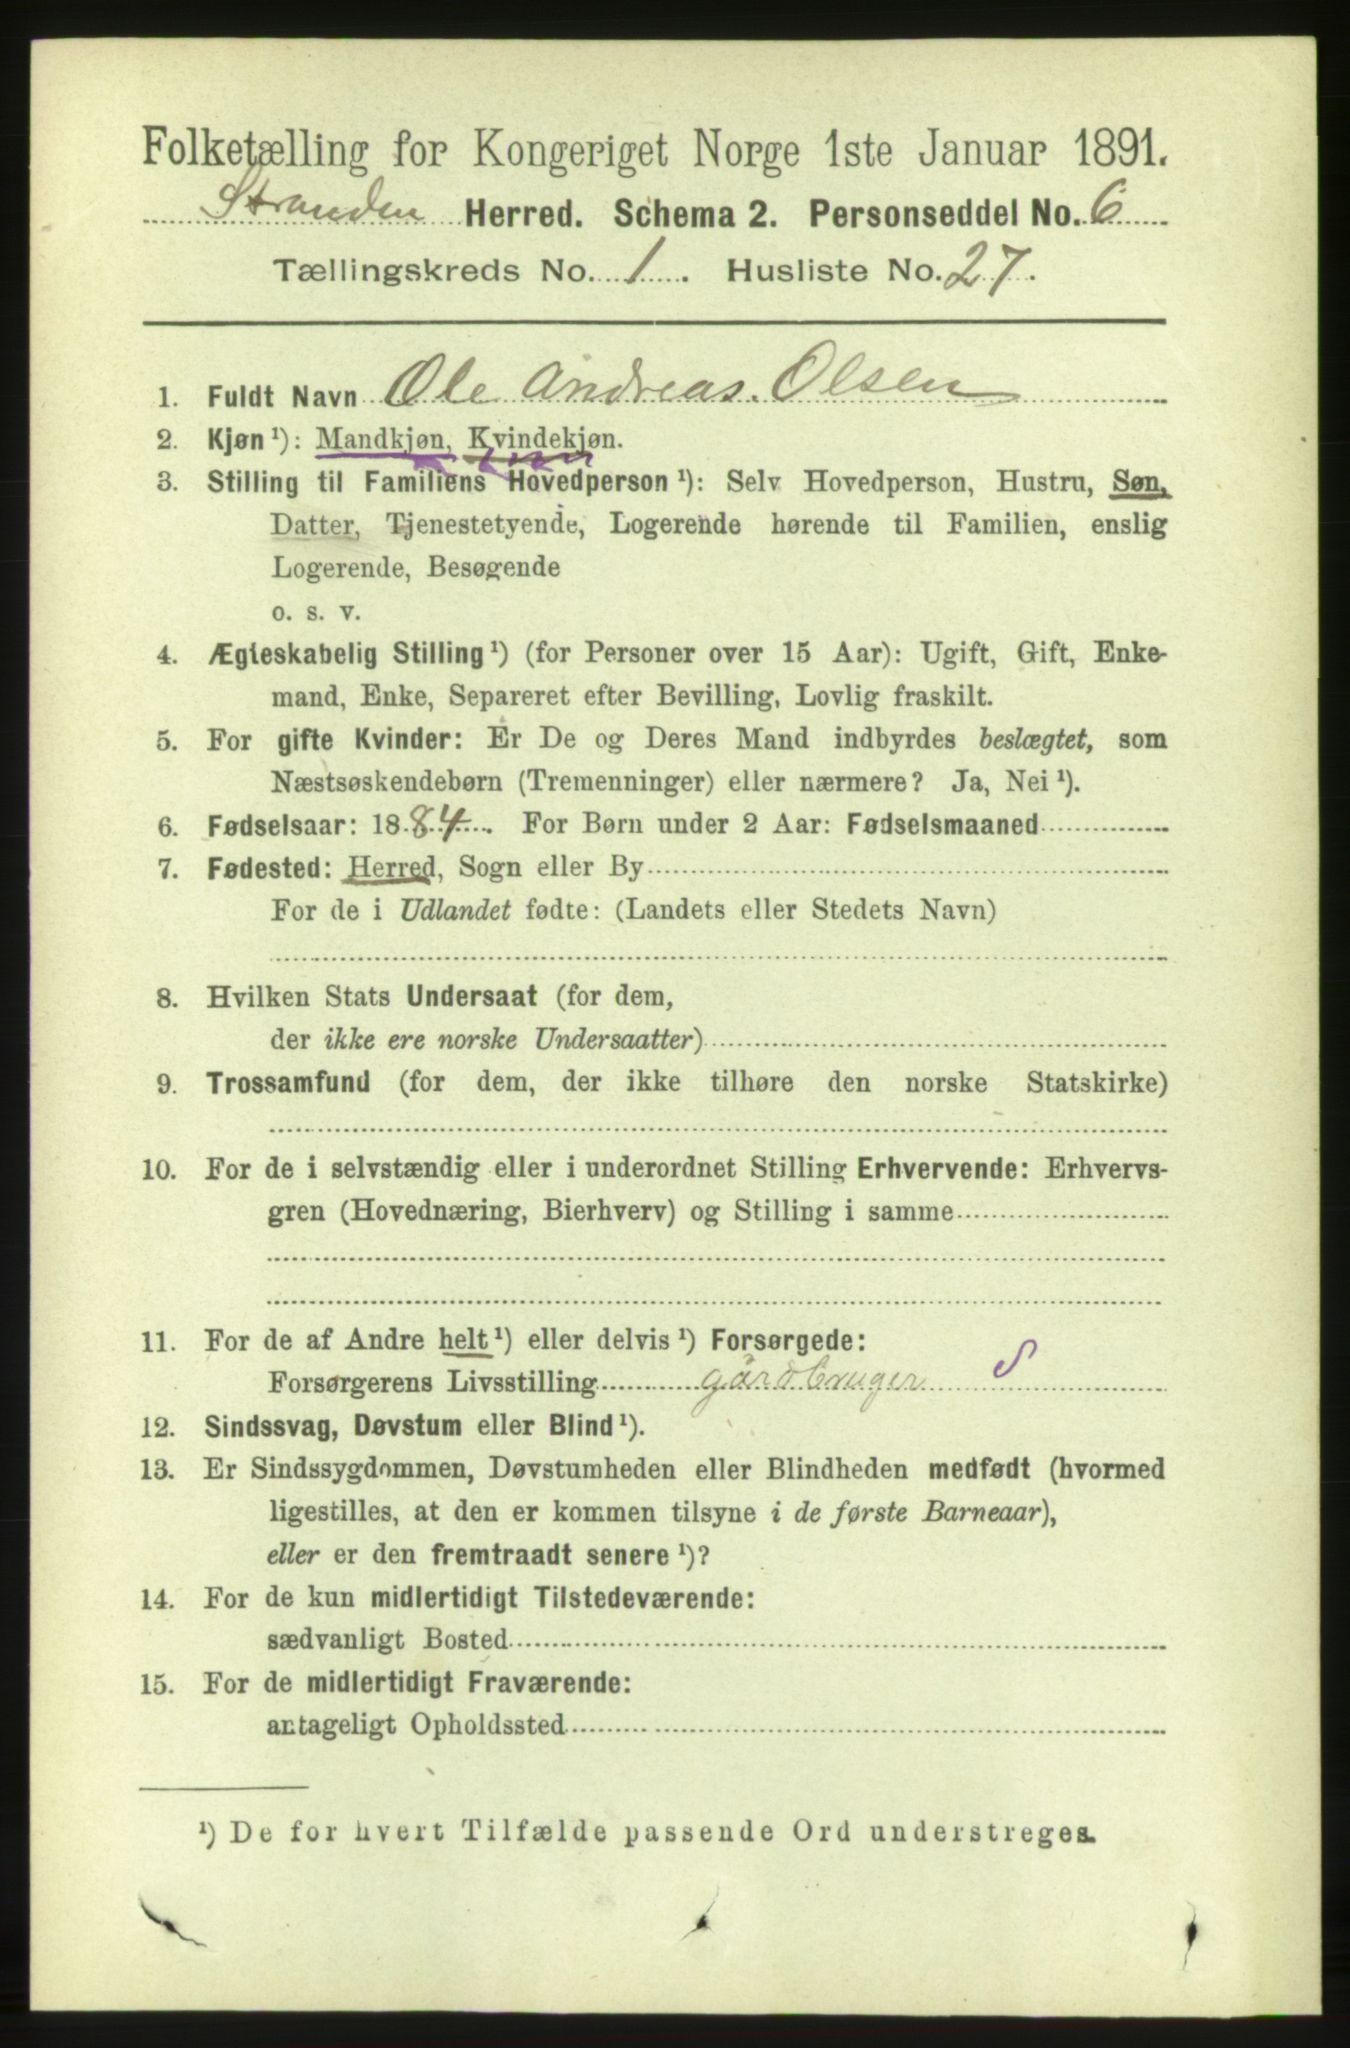 Folketælling for Kongeriget Norge 1ste Januar 1891.
Stranden Herred. Schema 2. Personseddel No. 6
Tællingskreds No. 1. Husliste No. 27.
1. Fuldt Navn Ole Andreas. Olsen
2. Kjøn ¹): Mandkjøn, Kvindekjøn.
3. Stilling til Familiens Hovedperson ¹): Selv Hovedperson, Hustru, Søn,
Datter, Tjenestetyende, Logerende hørende til Familien, enslig
Logerende, Besøgende
o. s. v.
4. Ægteskabelig Stilling ¹) (for Personer over 15 Aar): Ugift, Gift, Enke-
mand, Enke, Separeret efter Bevilling, Lovlig fraskilt.
5. For gifte Kvinder: Er De og Deres Mand indbyrdes beslægtet, som
Næstsøskendebørn (Tremenninger) eller nærmere? Ja, Nei ¹).
6. Fødselsaar: 1884. For Børn under 2 Aar: Fødselsmaaned
7. Fødested: Herred, Sogn eller By
For de i Udlandet fødte: (Landets eller Stedets Navn)
8. Hvilken Stats Undersaat (for dem,
der ikke ere norske Undersaatter)
9. Trossamfund (for dem, der ikke tilhøre den norske Statskirke)
10. For de i selvstændig eller i underordnet Stilling Erhvervende: Erhvervs-
gren (Hovednæring, Bierhverv) og Stilling i samme
11. For de af Andre helt ¹) eller delvis ¹) Forsørgede:
Forsørgerens Livsstilling gårdbruger
12. Sindssvag, Døvstum eller Blind ¹).
13. Er Sindssygdommen, Døvstumheden eller Blindheden medfødt (hvormed
ligestilles, at den er kommen tilsyne i de første Barneaar),
eller er den fremtraadt senere ¹)?
14. For de kun midlertidigt Tilstedeværende:
sædvanligt Bosted
15. For de midlertidigt Fraværende:
antageligt Opholdssted
¹) De for hvert Tilfælde passende Ord understreges.